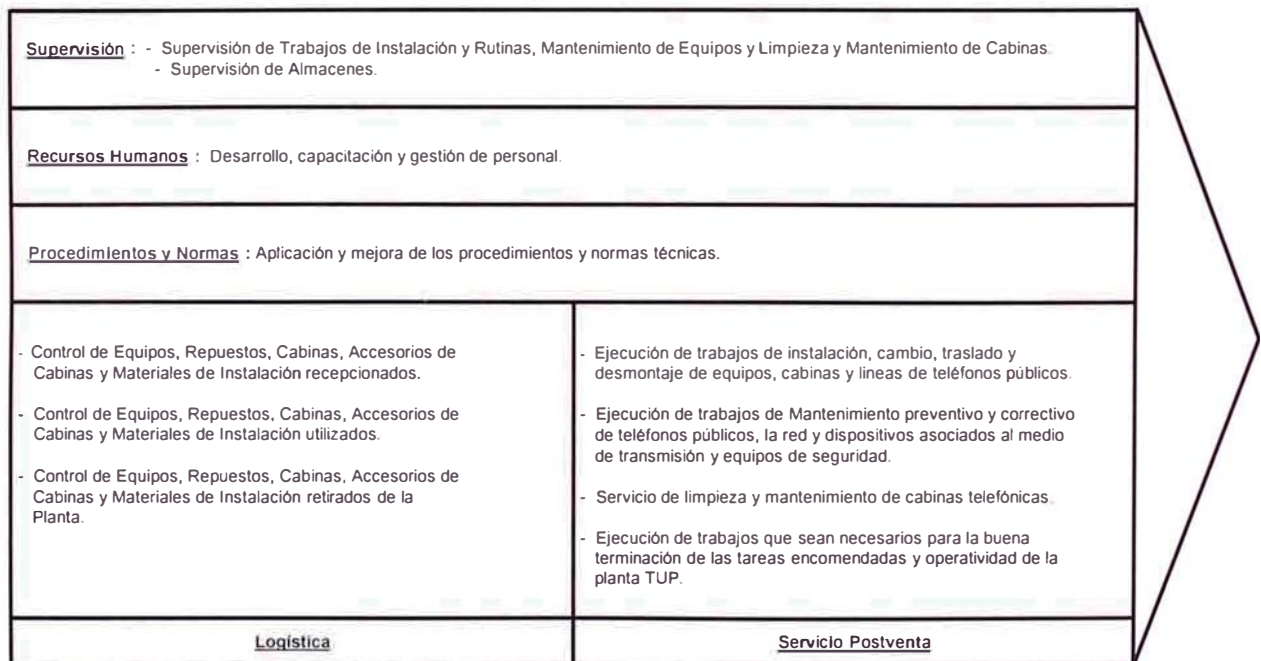 Supervisión : - Supervisión de Trabajos de Instalación y Rutinas, Mantenimiento de Equipos y Limpieza y Mantenimiento de Cabinas.
- Supervisión de Almacenes.
Recursos Humanos : Desarrollo, capacitación y gestión de personal.
Procedimientos y Normas : Aplicación y mejora de los procedimientos y normas técnicas.
- Control de Equipos, Repuestos, Cabinas, Accesorios de
Cabinas y Materiales de Instalación recepcionados.
- Control de Equipos, Repuestos, Cabinas, Accesorios de
Cabinas y Materiales de Instalación utilizados.
- Control de Equipos, Repuestos, Cabinas, Accesorios de
Cabinas y Materiales de Instalación retirados de la
Planta.
- Ejecución de trabajos de instalación, cambio, traslado y
desmontaje de equipos, cabinas y lineas de teléfonos públicos.
- Ejecución de trabajos de Mantenimiento preventivo y correctivo
de teléfonos públicos, la red y dispositivos asociados al medio
de transmisión y equipos de seguridad.
- Servicio de limpieza y mantenimiento de cabinas telefónicas.
- Ejecución de trabajos que sean necesarios para la buena
terminación de las tareas encomendadas y operatividad de la
planta TUP.
Logística
Servicio Postventa